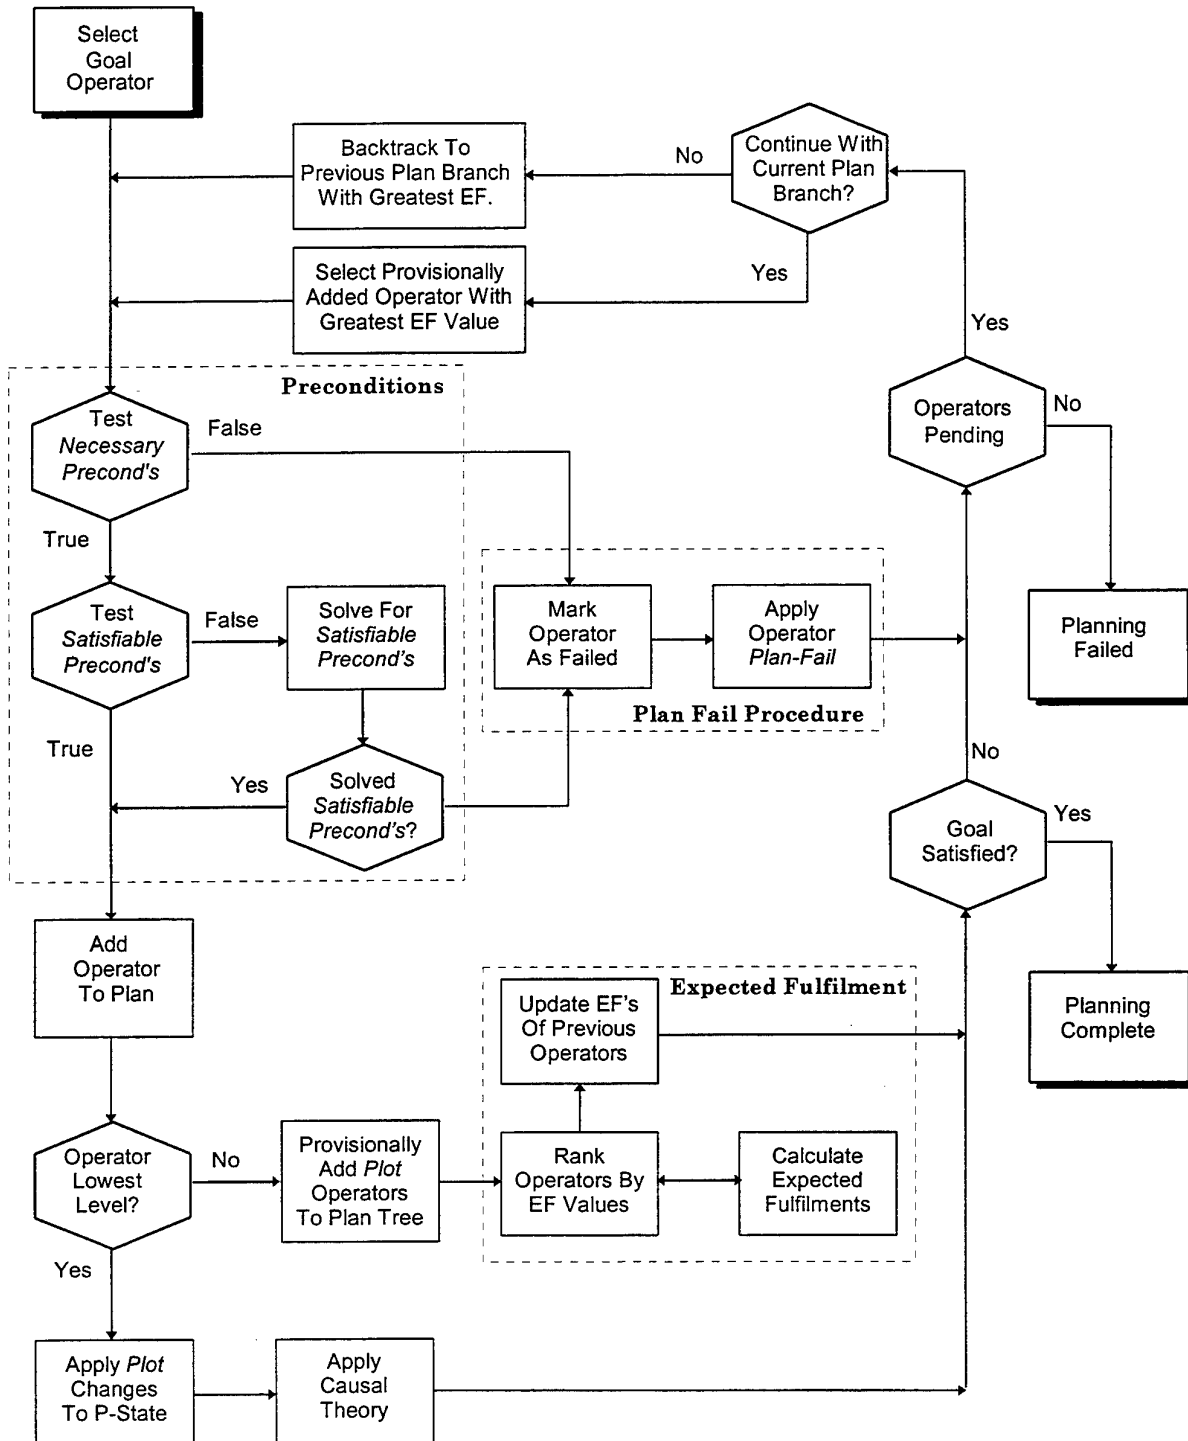 Select
Goal
Operator
Backtrack To
Previous Plan Branch
With Greatest EF.
No
Continue With
Current Plan
Branch?
Yes
Select Provisionally
Added Operator With
Greatest EF Value
Yes
Preconditions
Test
Necessary
Precond's
False
Operators
Pending
No
True
Test
Satisfiable
Precond's
False
Solve For
Satisfiable
Precond's
Mark
Operator
As Failed
Apply
Operator
Plan-Fail
Planning
Failed
Plan Fail Procedure
True
Yes
Solved
Satisfiable
Precond's?
No
Goal
Satisfied?
Yes
Add
Operator
To Plan
Expected Fulfilment
Update EF's
Of Previous
Operators
Planning
Complete
Operator
Lowest
Level?
No
Provisionally
Add Plot
Operators
To Plan Tree
Rank
Operators By
EF Values
Calculate
Expected
Fulfilments
Yes
Apply Plot
Changes
To P-State
Apply
Causal
Theory